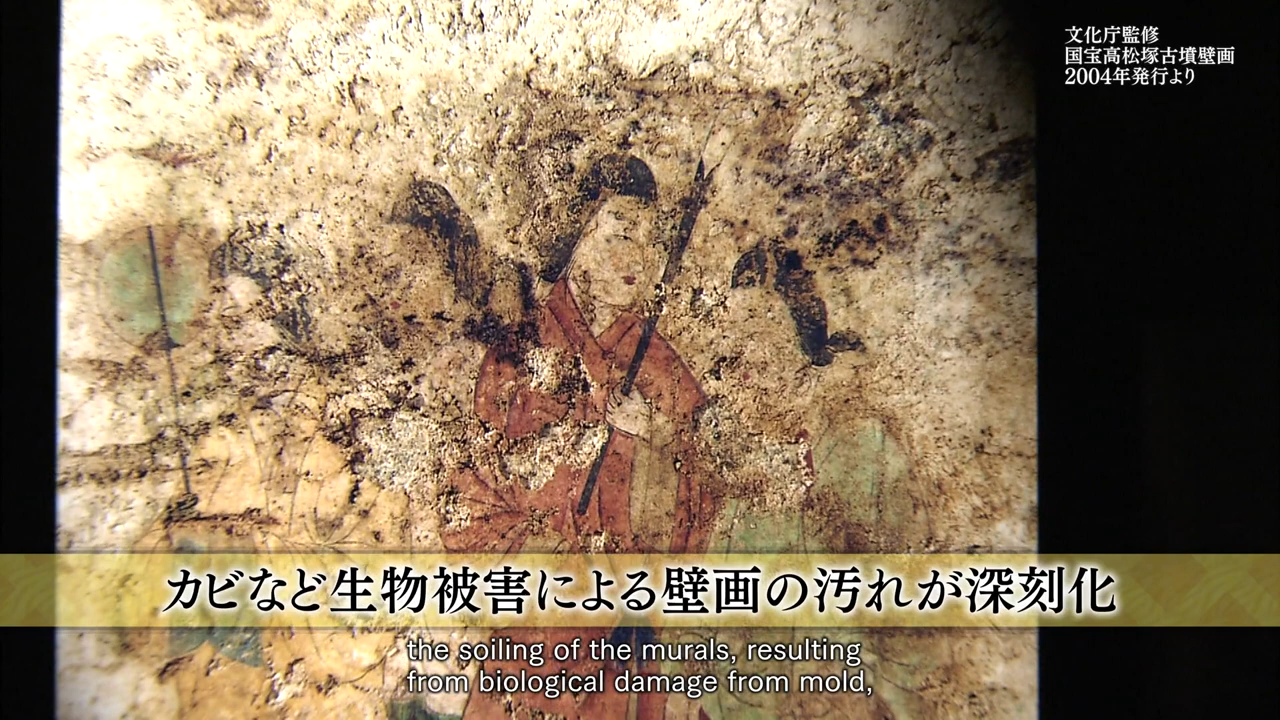 文化庁監修
国宝高松塚古墳壁画
2004年発行より
カビなど生物被害による壁画の汚れが深刻化
the soiling of the murals, resulting
from biological damage from mold,